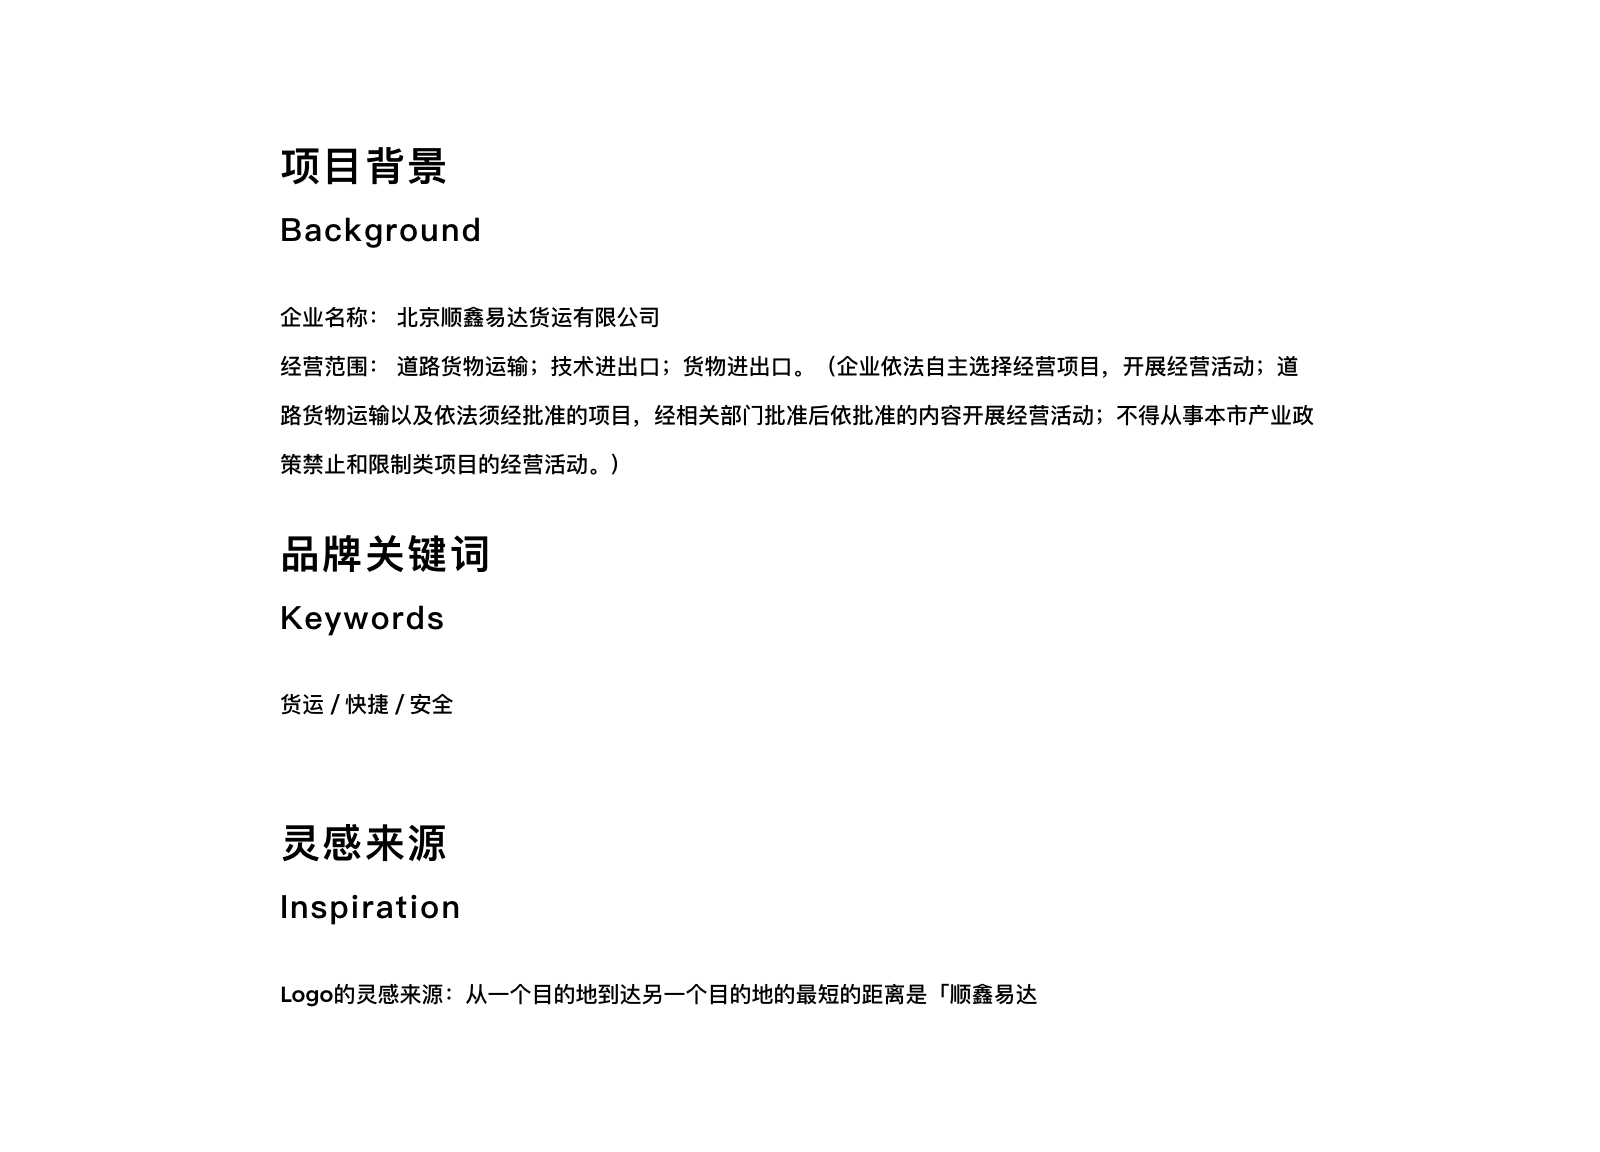 项目背景
Background
企业名称： 北京顺鑫易达货运有限公司
经营范围： 道路货物运输；技术进出口；货物进出口。（企业依法自主选择经营项目，开展经营活动；道
路货物运输以及依法须经批准的项目，经相关部门批准后依批准的内容开展经营活动；不得从事本市产业政
策禁止和限制类项目的经营活动。）
品牌关键词
Keywords
货运 / 快捷 / 安全
灵感来源
Inspiration
Logo的灵感来源：从一个目的地到达另一个目的地的最短的距离是「顺鑫易达